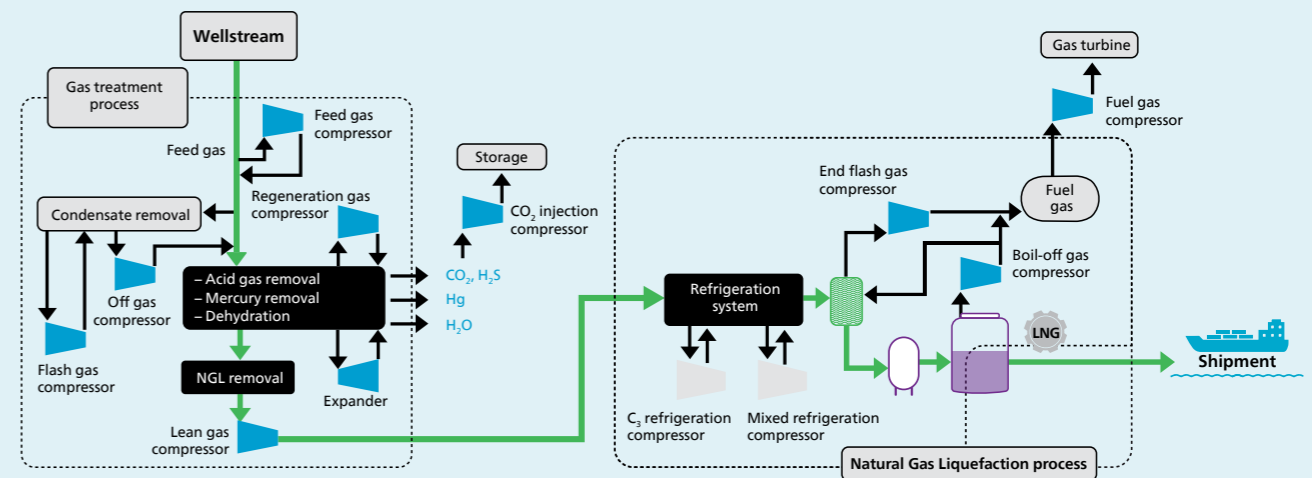 Wellstream
Gas treatment
process
Feed gas
compressor
Feed gas
Regeneration gas
compressor
Condensate removal
Off gas
compressor
Flash gas
compressor
– Acid gas removal
– Mercury removal
– Dehydration
CO₂, H₂S
Hg
H₂O
Storage
CO₂ injection
compressor
NGL removal
Expander
Lean gas
compressor
Refrigeration
system
C₃ refrigeration
compressor
Mixed refrigeration
compressor
End flash gas
compressor
Fuel
gas
Gas turbine
Fuel gas
compressor
Boil-off gas
compressor
LNG
Shipment
Natural Gas Liquefaction process